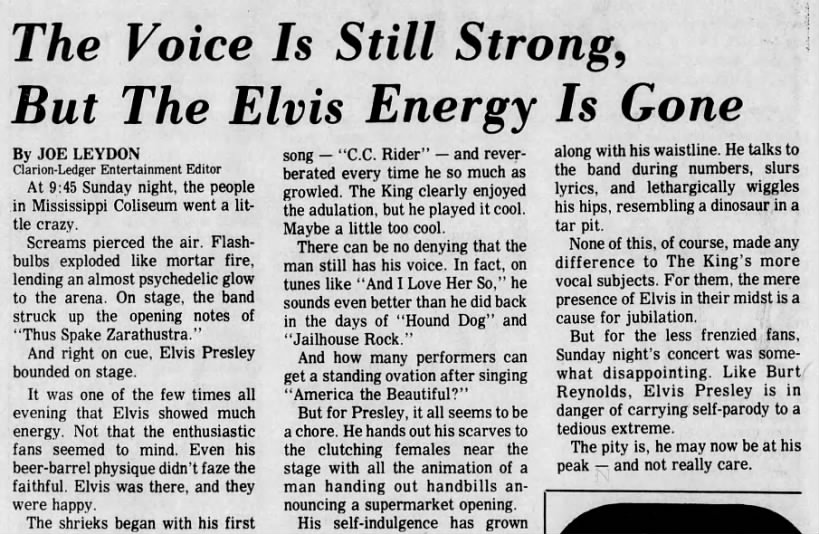 The Voice Is Still Strong,
But The Elvis Energy Is Gone
By JOE LEYDON
Clarion-Ledger Entertainment Editor
At 9:45 Sunday night, the people
in Mississippi Coliseum went a lit-
tle crazy.
Screams pierced the air. Flash-
bulbs exploded like mortar fire,
lending an almost psychedelic glow
to the arena. On stage, the band
struck up the opening notes of
"Thus Spake Zarathustra."
And right on cue, Elvis Presley
bounded on stage.
It was one of the few times all
evening that Elvis showed much
energy. Not that the enthusiastic
fans seemed to mind. Even his
beer-barrel physique didn't faze the
faithful. Elvis was there, and they
were happy.
The shrieks began with his first
song — "C.C. Rider" — and rever-
berated every time he so much as
growled. The King clearly enjoyed
the adulation, but he played it cool.
Maybe a little too cool.
There can be no denying that the
man still has his voice. In fact, on
tunes like "And I Love Her So," he
sounds even better than he did back
in the days of "Hound Dog" and
"Jailhouse Rock."
And how many performers can
get a standing ovation after singing
"America the Beautiful?"
But for Presley, it all seems to be
a chore. He hands out his scarves to
the clutching females near the
stage with all the animation of a
man handing out handbills an-
nouncing a supermarket opening.
His self-indulgence has grown
along with his waistline. He talks to
the band during numbers, slurs
lyrics, and lethargically wiggles
his hips, resembling a dinosaur in a
tar pit.
None of this, of course, made any
difference to The King's more
vocal subjects. For them, the mere
presence of Elvis in their midst is a
cause for jubilation.
But for the less frenzied fans,
Sunday night's concert was some-
what disappointing. Like Burt
Reynolds, Elvis Presley is in
danger of carrying self-parody to a
tedious extreme.
The pity is, he may now be at his
peak — and not really care.